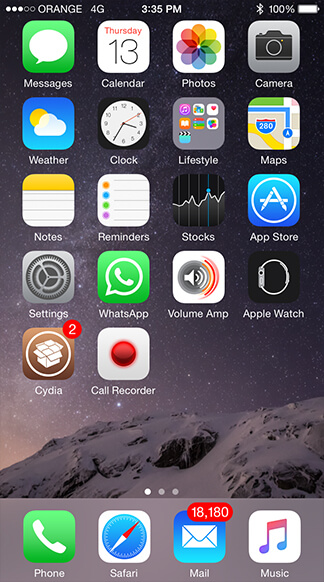 ORANGE 4G 3:35 PM 100%
Thursday
13
Messages Calendar Photos Camera
280
Weather Clock Lifestyle Maps
Notes Reminders Stocks App Store
Settings WhatsApp Volume Amp Apple Watch
2
Cydia Call Recorder
18,180
Phone Safari Mail Music